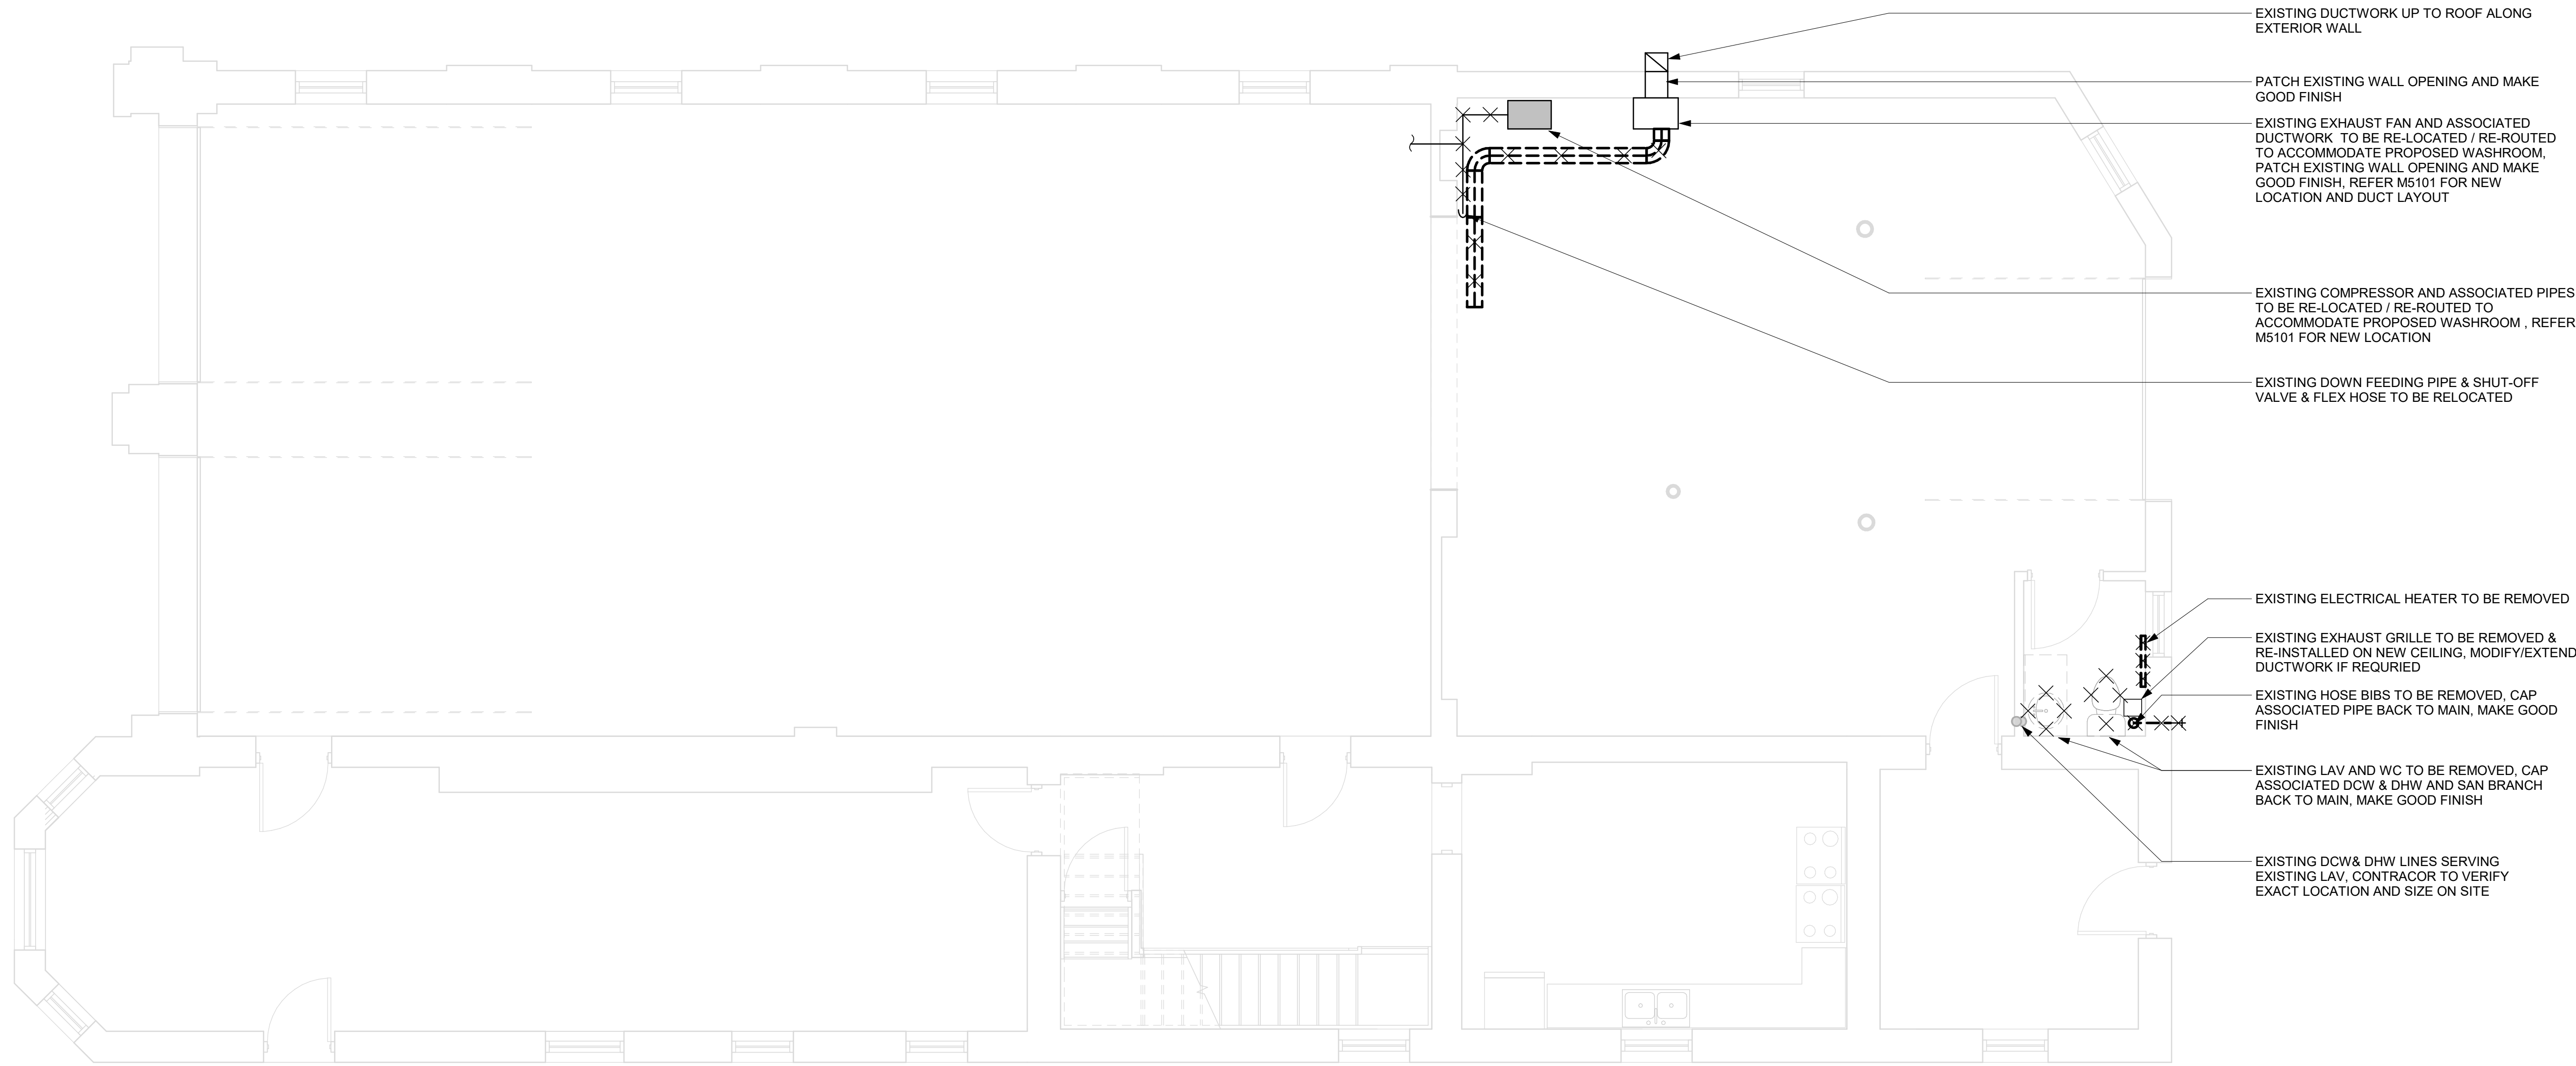 EXISTING DUCTWORK UP TO ROOF ALONG
EXTERIOR WALL
PATCH EXISTING WALL OPENING AND MAKE
GOOD FINISH
EXISTING EXHAUST FAN AND ASSOCIATED
DUCTWORK TO BE RE-LOCATED / RE-ROUTED
TO ACCOMMODATE PROPOSED WASHROOM,
PATCH EXISTING WALL OPENING AND MAKE
GOOD FINISH, REFER M5101 FOR NEW
LOCATION AND DUCT LAYOUT
EXISTING COMPRESSOR AND ASSOCIATED PIPES
TO BE RE-LOCATED / RE-ROUTED TO
ACCOMMODATE PROPOSED WASHROOM , REFER
M5101 FOR NEW LOCATION
EXISTING DOWN FEEDING PIPE & SHUT-OFF
VALVE & FLEX HOSE TO BE RELOCATED
EXISTING ELECTRICAL HEATER TO BE REMOVED
EXISTING EXHAUST GRILLE TO BE REMOVED &
RE-INSTALLED ON NEW CEILING, MODIFY/EXTEND
DUCTWORK IF REQURIED
EXISTING HOSE BIBS TO BE REMOVED, CAP
ASSOCIATED PIPE BACK TO MAIN, MAKE GOOD
FINISH
EXISTING LAV AND WC TO BE REMOVED, CAP
ASSOCIATED DCW & DHW AND SAN BRANCH
BACK TO MAIN, MAKE GOOD FINISH
EXISTING DCW& DHW LINES SERVING
EXISTING LAV, CONTRACOR TO VERIFY
EXACT LOCATION AND SIZE ON SITE